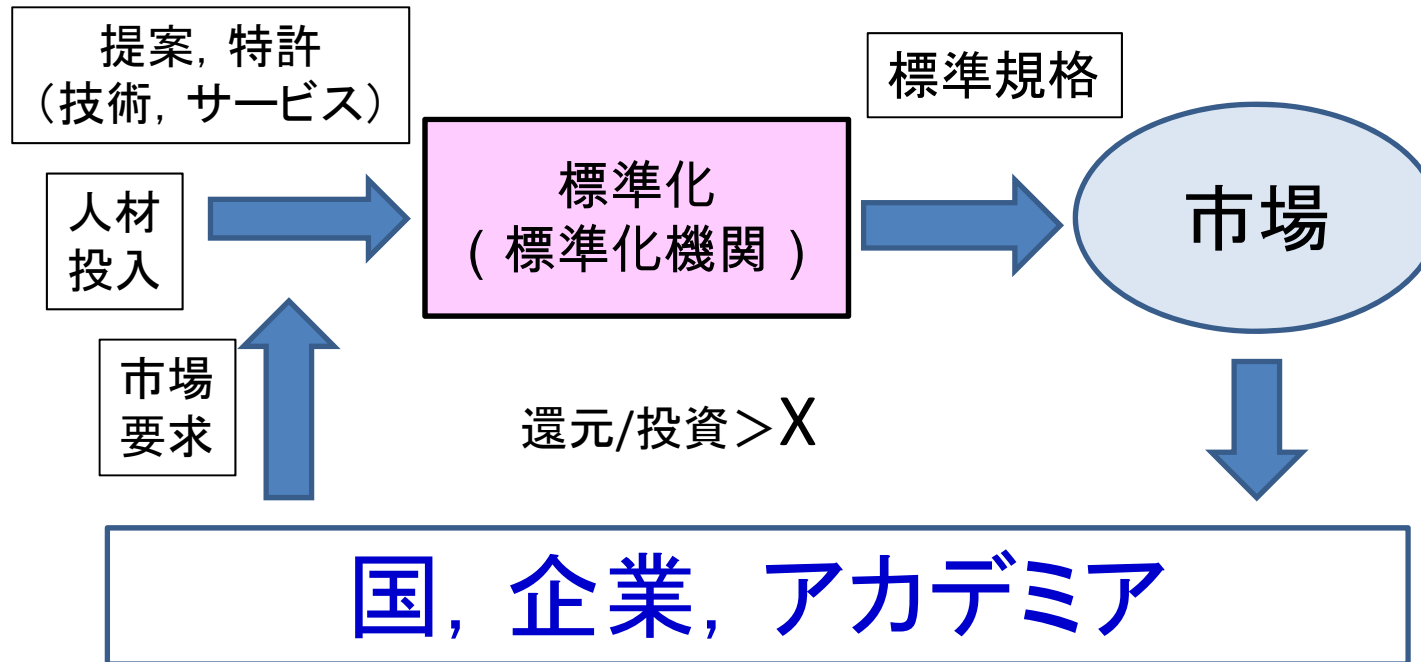 提案, 特許
(技術, サービス)
標準規格
標準化
( 標準化機関 )
市場
人材
投入
市場
要求
還元/投資＞X
国, 企業, アカデミア